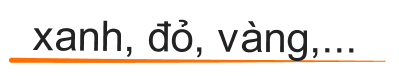 xanh, đỏ, vàng,...